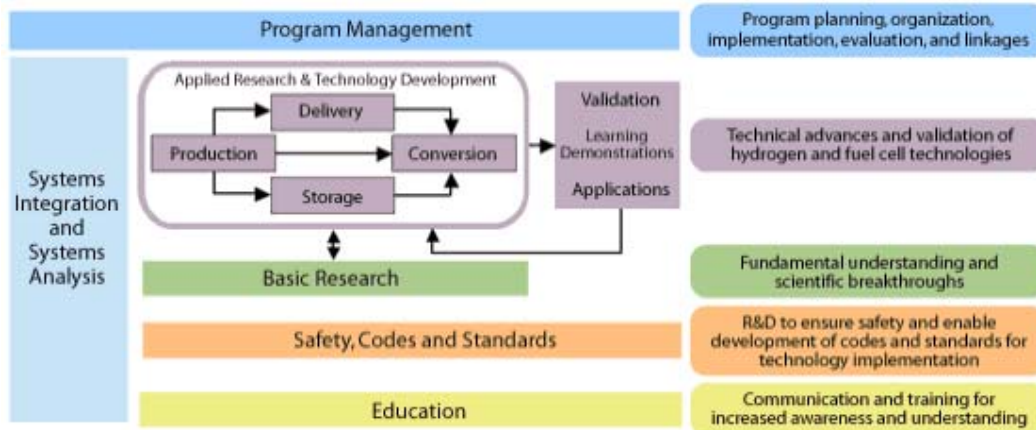 Program Management
Program planning, organization,
implementation, evaluation, and linkages
Systems
Integration
and
Systems
Analysis
Applied Research & Technology Development
Delivery
Production
Conversion
Storage
Validation
Learning
Demonstrations
Applications
Technical advances and validation of
hydrogen and fuel cell technologies
Basic Research
Fundamental understanding and
scientific breakthroughs
Safety, Codes and Standards
R&D to ensure safety and enable
development of codes and standards for
technology implementation
Education
Communication and training for
increased awareness and understanding